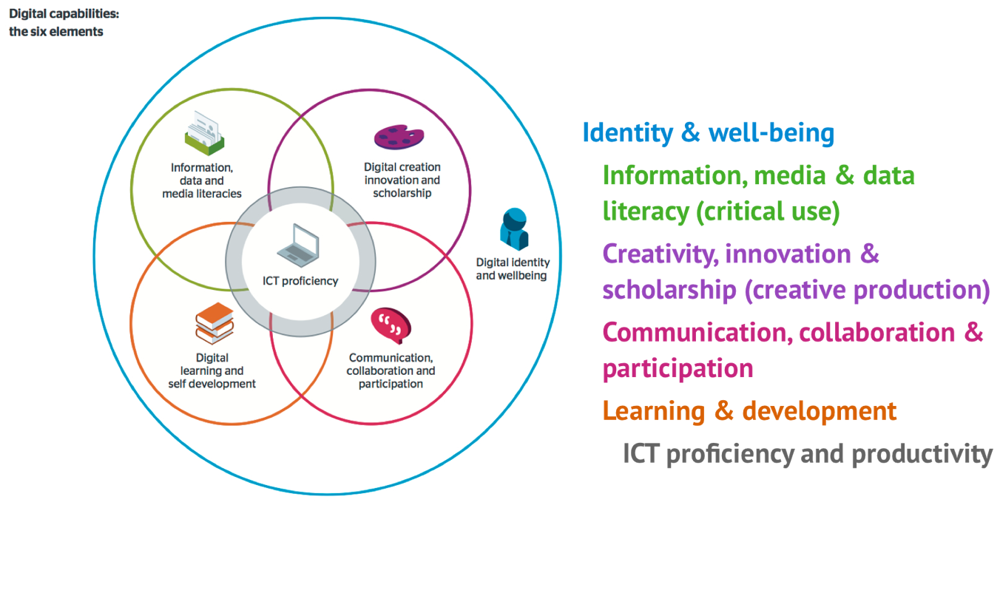 Digital capabilities:
the six elements
Information,
data and
media literacies
Digital creation
innovation and
scholarship
ICT proficiency
Digital identity
and wellbeing
Digital
learning and
self development
Communication,
collaboration and
participation
Identity & well-being
Information, media & data
literacy (critical use)
Creativity, innovation &
scholarship (creative production)
Communication, collaboration &
participation
Learning & development
ICT proficiency and productivity